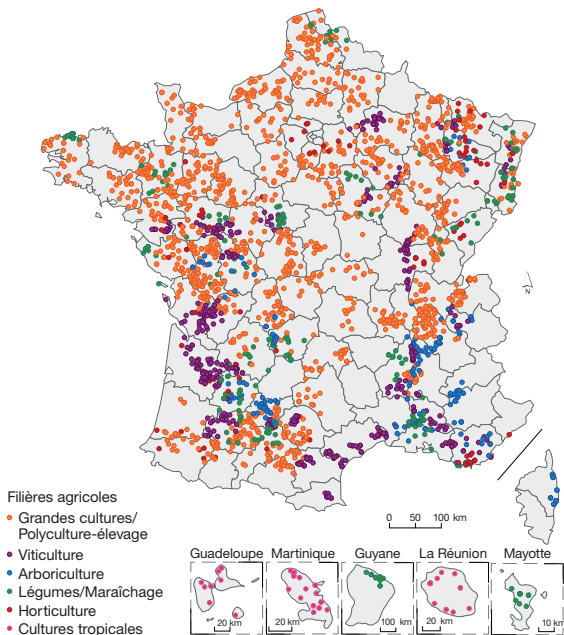 N
0 50 100 km
Filières agricoles
Grandes cultures/
Polyculture-élevage
Viticulture
Arboriculture
Légumes/Maraîchage
Horticulture
Cultures tropicales
Guadeloupe Martinique Guyane La Réunion Mayotte
20 km 20 km 100 km 20 km 10 km